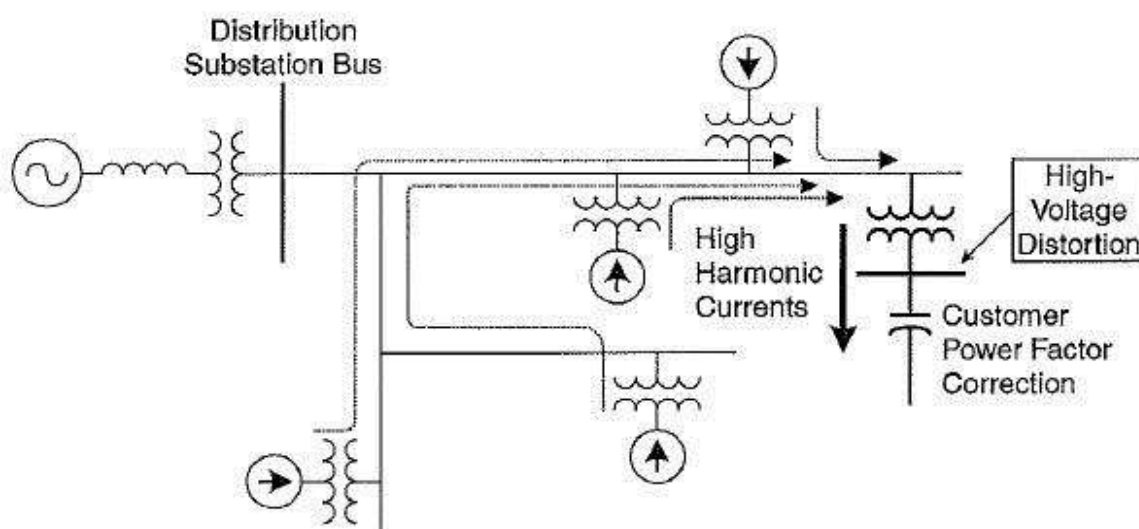 Distribution
Substation Bus
High-
Voltage
Distortion
High
Harmonic
Currents
Customer
Power Factor
Correction